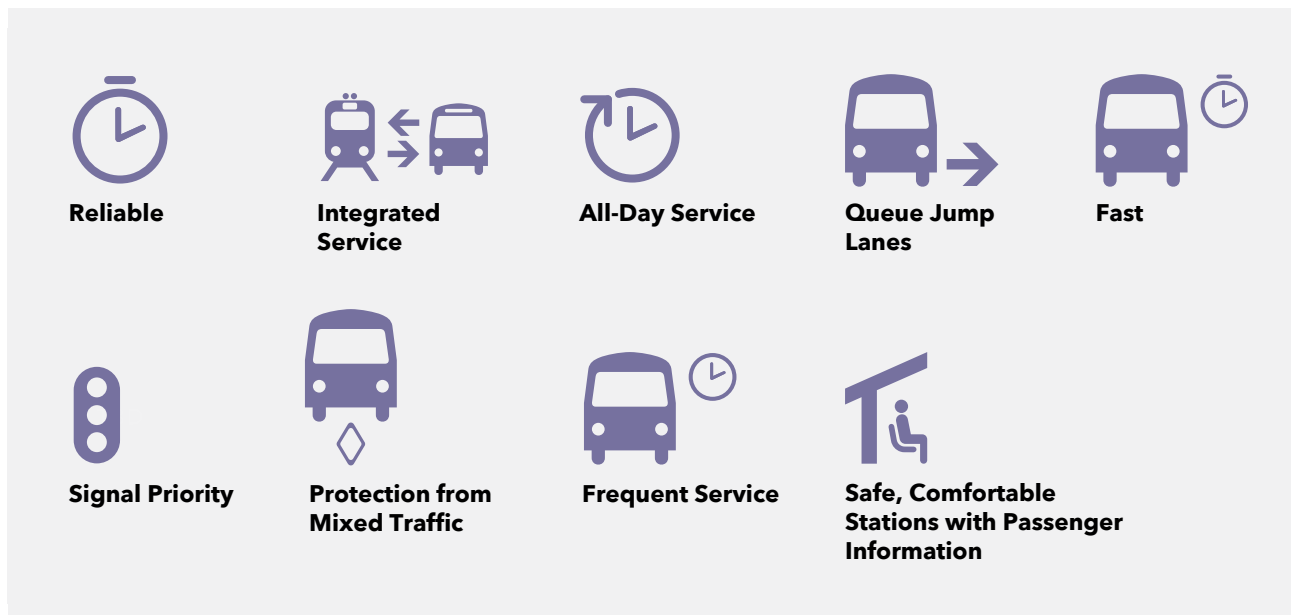 Reliable
Integrated
Service
All-Day Service
Queue Jump
Lanes
Fast
Signal Priority
Protection from
Mixed Traffic
Frequent Service
Safe, Comfortable
Stations with Passenger
Information